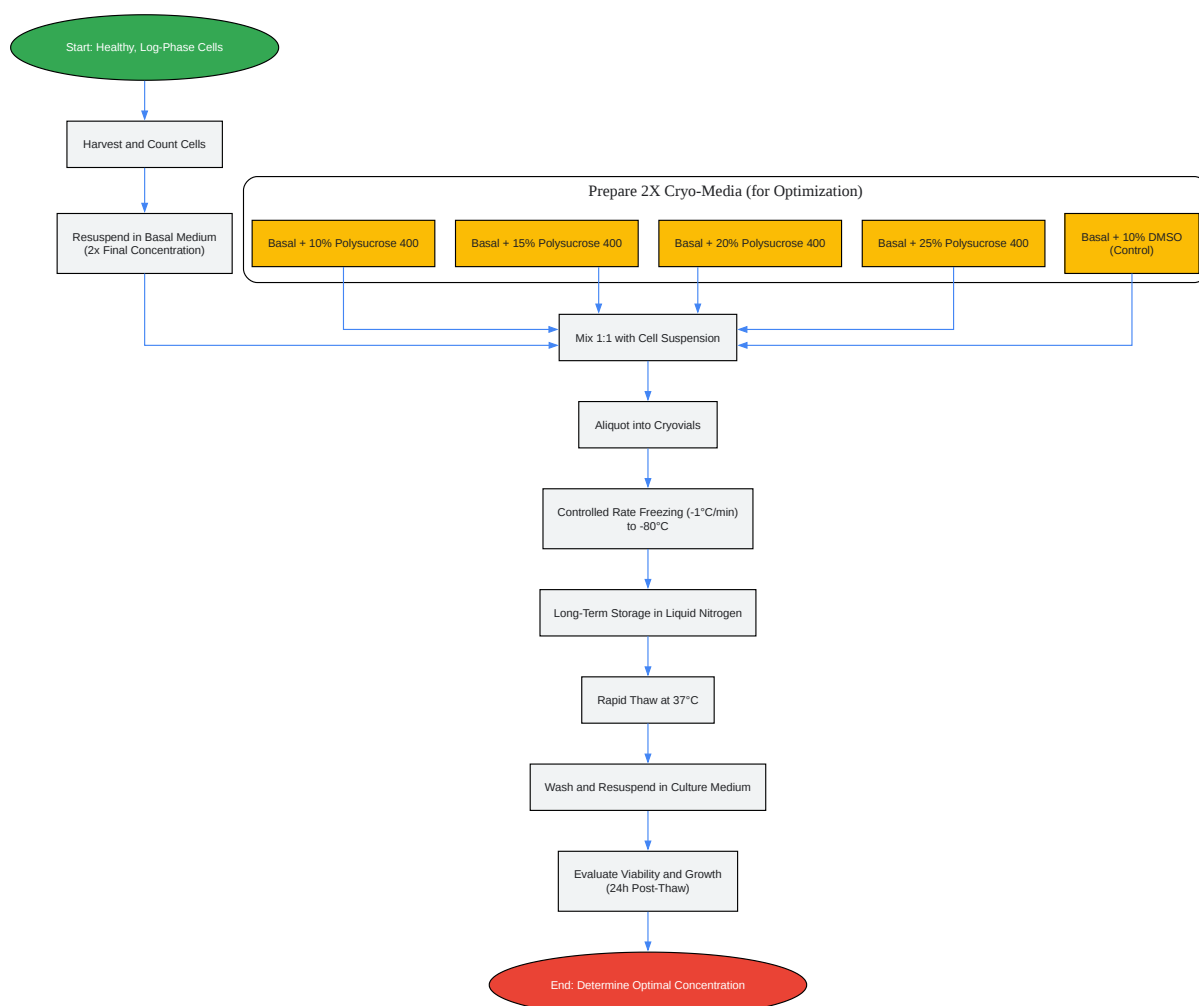 Start: Healthy, Log-Phase Cells
Harvest and Count Cells
Prepare 2X Cryo-Media (for Optimization)
Resuspend in Basal Medium
(2x Final Concentration)
Basal + 10% Polysucrose 400
Basal + 15% Polysucrose 400
Basal + 20% Polysucrose 400
Basal + 25% Polysucrose 400
Basal + 10% DMSO
(Control)
Mix 1:1 with Cell Suspension
Aliquot into Cryovials
Controlled Rate Freezing (-1°C/min)
to -80°C
Long-Term Storage in Liquid Nitrogen
Rapid Thaw at 37°C
Wash and Resuspend in Culture Medium
Evaluate Viability and Growth
(24h Post-Thaw)
End: Determine Optimal Concentration